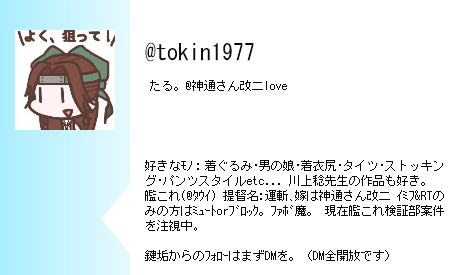 \よく、狙って!/
@tokin1977
たる。@神通さん改二love
好きなﾓﾉ：着ぐるみ･男の娘･着衣尻･タイツ･ストッキン
グ･パンツスタイルetc... 川上稔先生の作品も好き。
艦これ(@ﾀｳｲ) 提督名:運斬、嫁は神通さん改二 ｲﾐﾌ&RTの
みの方はﾐｭｰﾄorﾌﾞﾛｯｸ。ﾌｧﾎﾞ魔。 現在艦これ検証部案件
を注視中。
鍵垢からのﾌｫﾛｰはまずDMを。（DM全開放です）